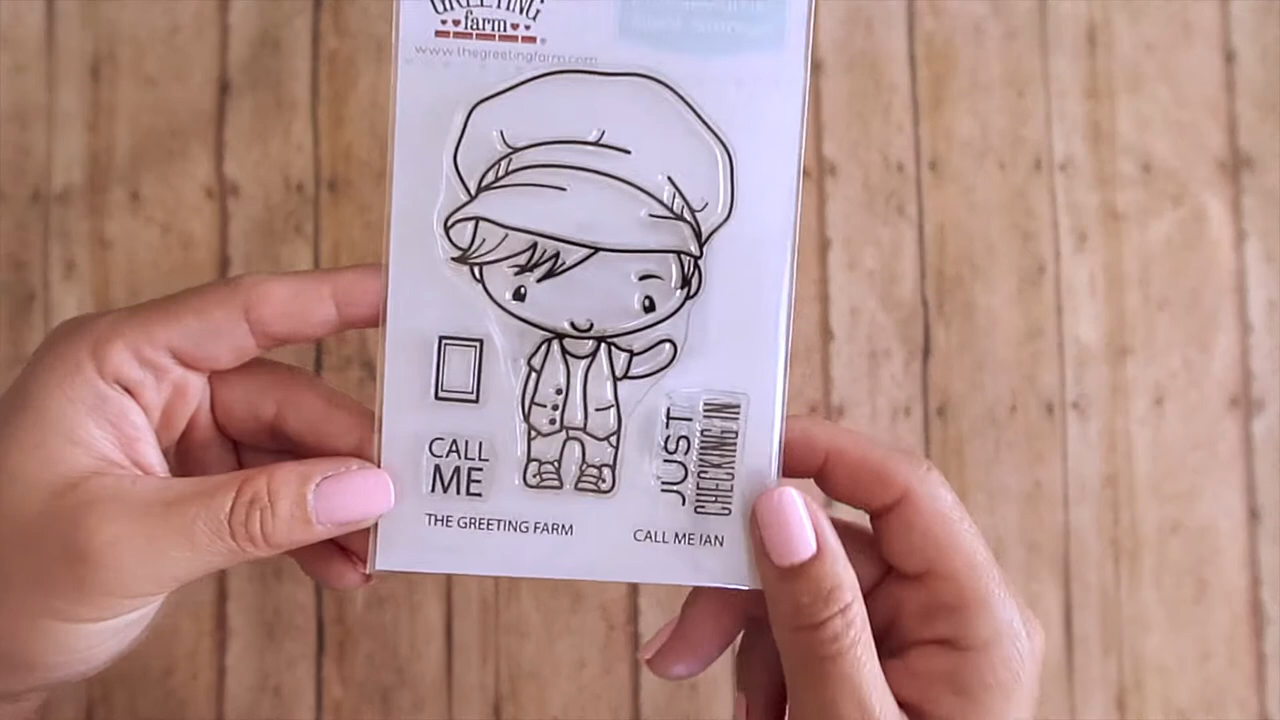 GREETING
farm
www.thegreetingfarm.com
CALL
ME
JUST
CHECKING IN
THE GREETING FARM
CALL ME IAN